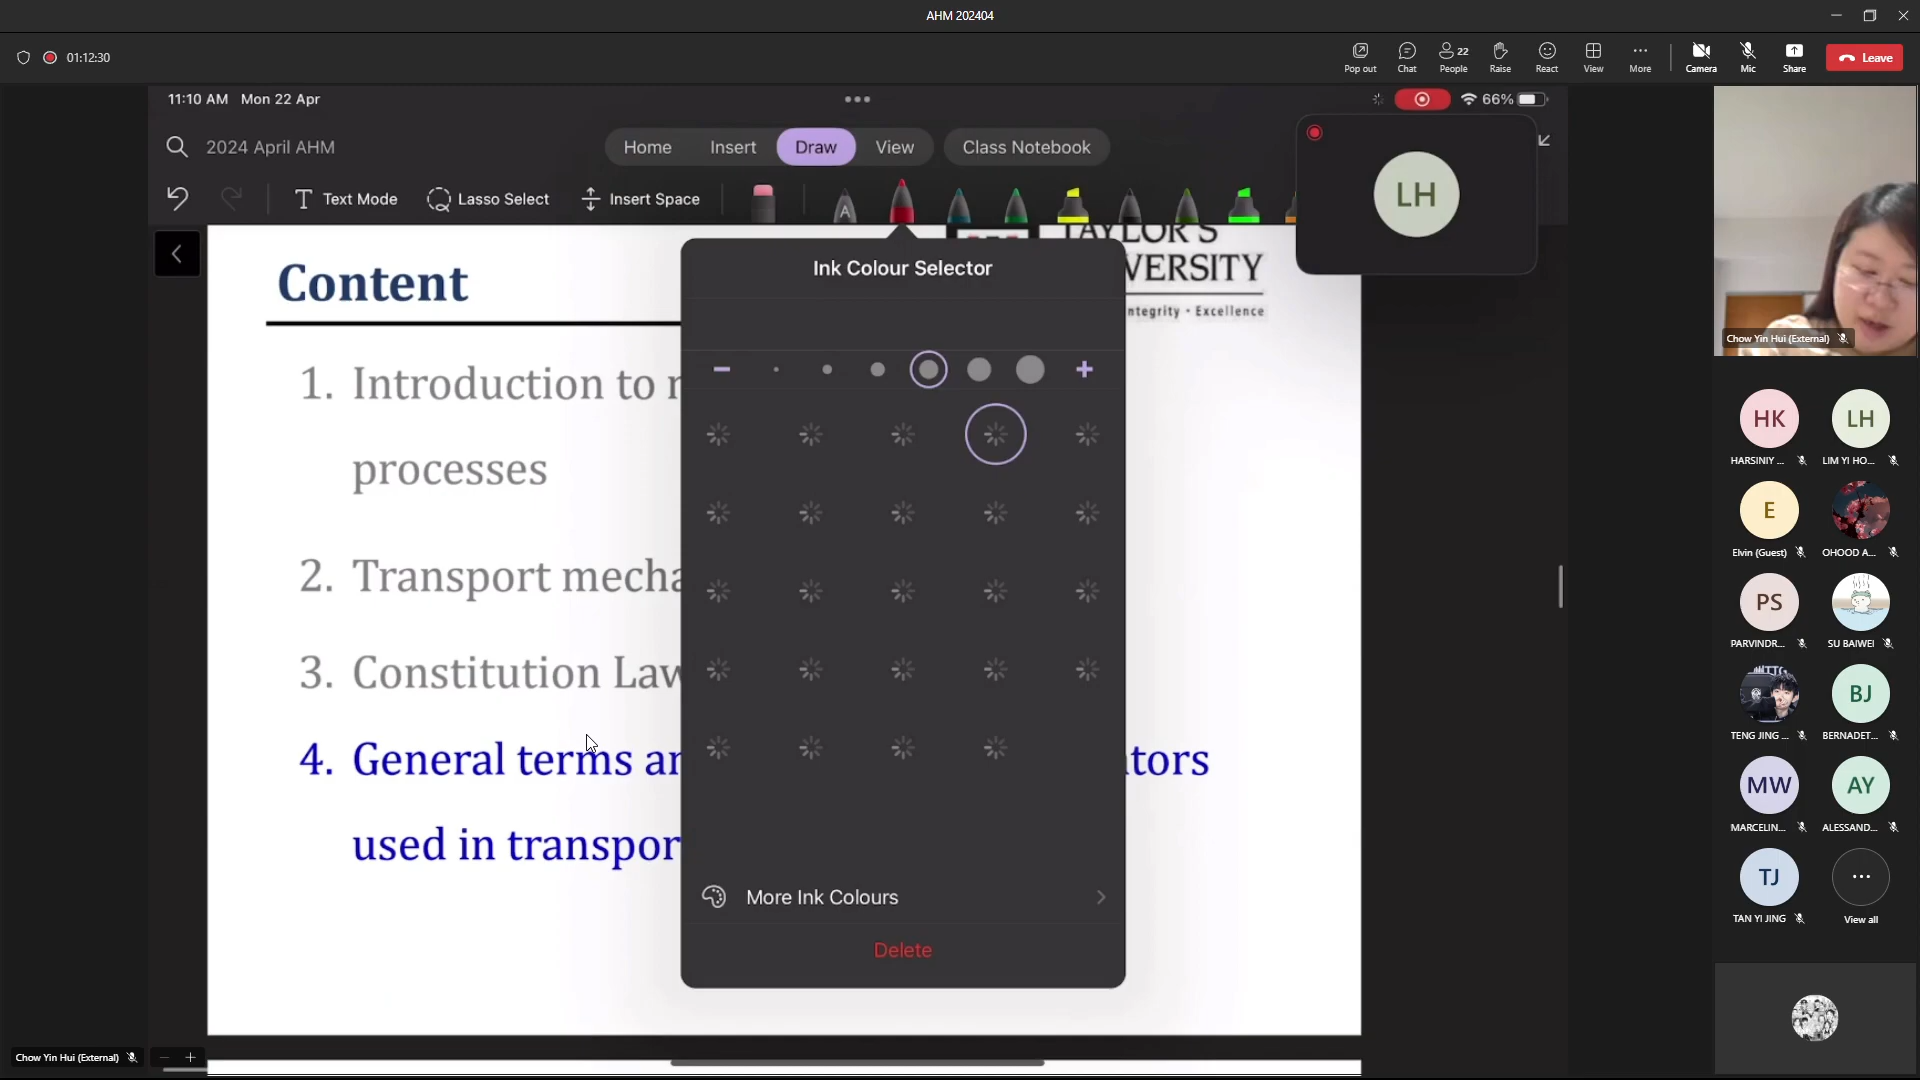 AHM 202404
01:12:30
Pop out
Chat
22
People
Raise
React
View
More
Camera
Mic
Share
Leave
11:10 AM Mon 22 Apr
66%
2024 April AHM
Home
Insert
Draw
View
Class Notebook
Text Mode
Lasso Select
Insert Space
A
LH
Content
TAYLOR'S
VERSITY
ntegrity • Excellence
Ink Colour Selector
1. Introduction to
processes
2. Transport mecha
3. Constitution Law
4. General terms an
tors
used in transpor
More Ink Colours
Delete
Chow Yin Hui (External)
HK
LH
HARSINIY ...
LIM YI HO...
E
Elvin (Guest)
OHOOD A...
PS
PARVINDR...
SU BAIWEI
TENG JING ...
BJ
BERNADET...
MW
AY
MARCELIN...
ALESSAND...
TJ
TAN YI JING
View all
Chow Yin Hui (External)